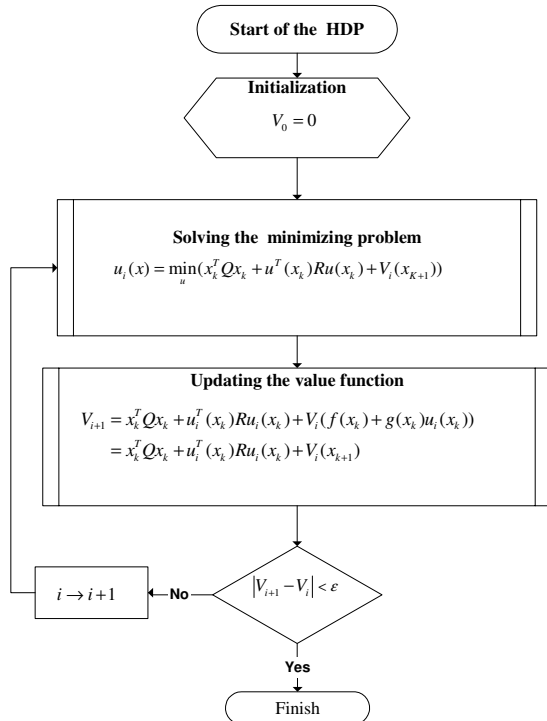 Start of the HDP
Initialization
$V_0 = 0$
Solving the minimizing problem
$u_i(x) = \min_u (x_k^T Q x_k + u^T(x_k) R u(x_k) + V_i(x_{K+1}))$
Updating the value function
$V_{i+1} = x_k^T Q x_k + u_i^T(x_k) R u_i(x_k) + V_i(f(x_k) + g(x_k) u_i(x_k))$
$= x_k^T Q x_k + u_i^T(x_k) R u_i(x_k) + V_i(x_{k+1})$
$|V_{i+1} - V_i| < \varepsilon$
No
$i \to i+1$
Yes
Finish